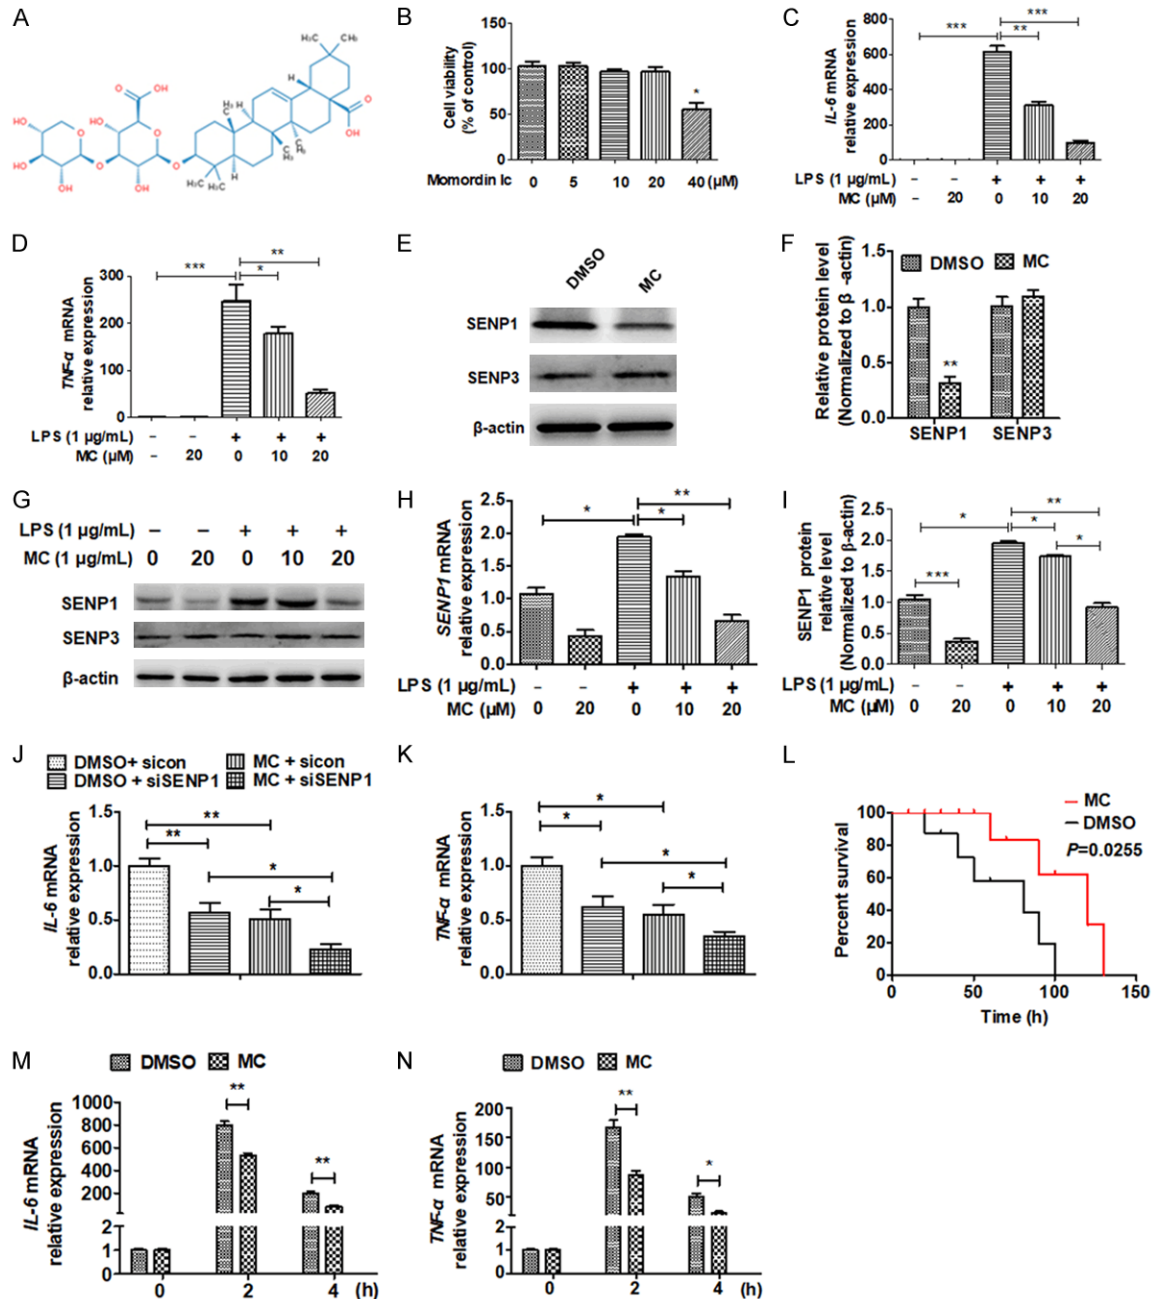 A
H₃C
CH₃
O
OH
H
HO
HO
HO
OH
O
HO
O
OH
O
O
O
H₃C
H
CH₃
CH₃
H
H₃C
CH₃
O
OH
B
Cell viability
(% of control)
150
100
50
0
*
Momordin Ic 0 5 10 20 40 (μM)
C
IL-6 mRNA
relative expression
800
600
400
200
0
***
***
**
LPS (1 μg/mL) – – + + +
MC (μM) – 20 0 10 20
D
TNF-α mRNA
relative expression
300
200
100
0
***
**
*
LPS (1 μg/mL) – – + + +
MC (μM) – 20 0 10 20
E
DMSO MC
SENP1
SENP3
β-actin
F
Relative protein level
(Normalized to β -actin)
1.5
1.0
0.5
0.0
DMSO MC
**
SENP1 SENP3
G
LPS (1 μg/mL) – – + + +
MC (1 μg/mL) 0 20 0 10 20
SENP1
SENP3
β-actin
H
SENP1 mRNA
relative expression
2.5
2.0
1.5
1.0
0.5
0.0
*
**
*
LPS (1 μg/mL) – – + + +
MC (μM) 0 20 0 10 20
I
SENP1 protein
relative level
(Normalized to β-actin)
2.5
2.0
1.5
1.0
0.5
0.0
***
*
**
*
*
LPS (1 μg/mL) – – + + +
MC (μM) 0 20 0 10 20
J
DMSO+ sicon MC + sicon
DMSO + siSENP1 MC + siSENP1
IL-6 mRNA
relative expression
1.5
1.0
0.5
0.0
**
**
*
*
K
TNF-α mRNA
relative expression
1.5
1.0
0.5
0.0
*
*
*
*
L
Percent survival
100
80
60
40
20
0
MC
DMSO
P=0.0255
0 50 100 150
Time (h)
M
DMSO MC
IL-6 mRNA
relative expression
1000
800
600
400
200
2
1
0
**
**
0 2 4 (h)
N
DMSO MC
TNF-α mRNA
relative expression
200
150
100
50
2
1
0
**
*
0 2 4 (h)